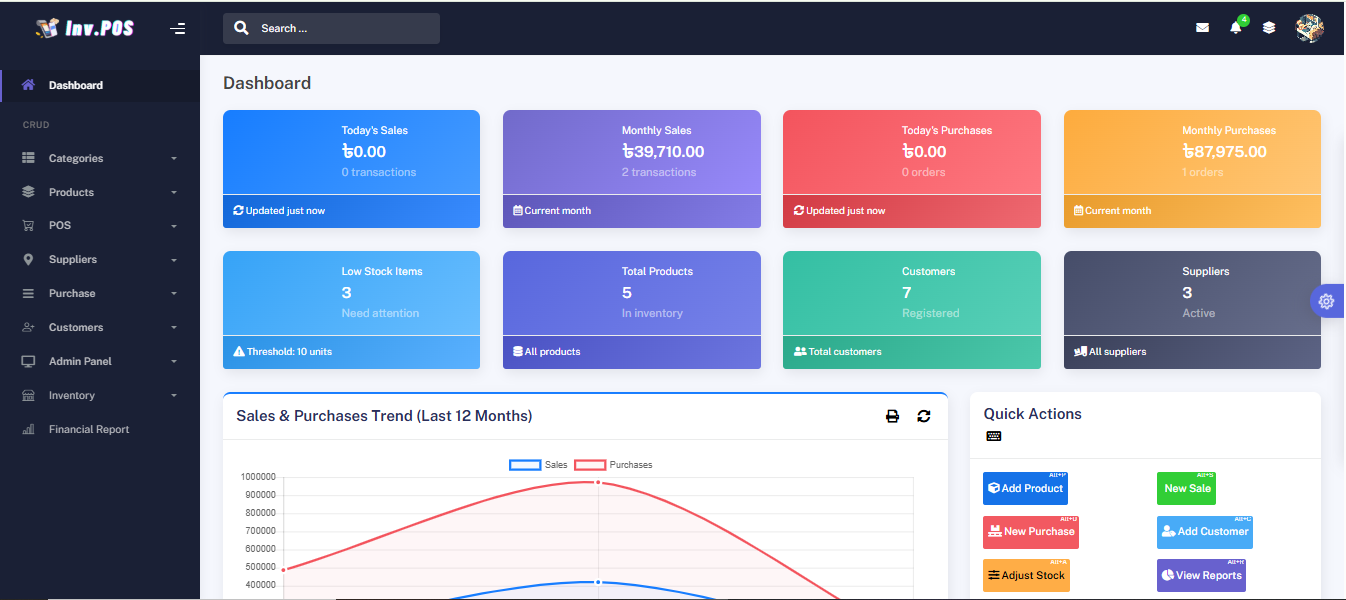 Inv.POS
Search ...
4
Dashboard
CRUD
Categories
Products
POS
Suppliers
Purchase
Customers
Admin Panel
Inventory
Financial Report
Dashboard
Today's Sales
৳0.00
0 transactions
Updated just now
Monthly Sales
৳39,710.00
2 transactions
Current month
Today's Purchases
৳0.00
0 orders
Updated just now
Monthly Purchases
৳87,975.00
1 orders
Current month
Low Stock Items
3
Need attention
Threshold: 10 units
Total Products
5
In inventory
All products
Customers
7
Registered
Total customers
Suppliers
3
Active
All suppliers
Sales & Purchases Trend (Last 12 Months)
Sales
Purchases
1000000
900000
800000
700000
600000
500000
400000
Quick Actions
Alt+P
Add Product
Alt+S
New Sale
Alt+U
New Purchase
Alt+C
Add Customer
Alt+A
Adjust Stock
Alt+R
View Reports